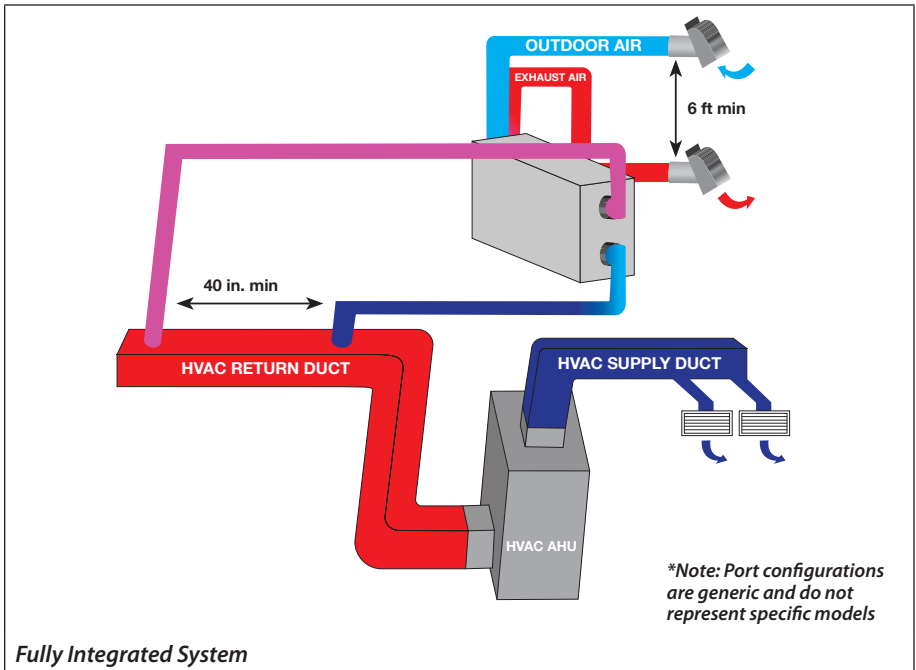 OUTDOOR AIR
EXHAUST AIR
6 ft min
40 in. min
HVAC RETURN DUCT
HVAC SUPPLY DUCT
HVAC AHU
*Note: Port configurations
are generic and do not
represent specific models
Fully Integrated System